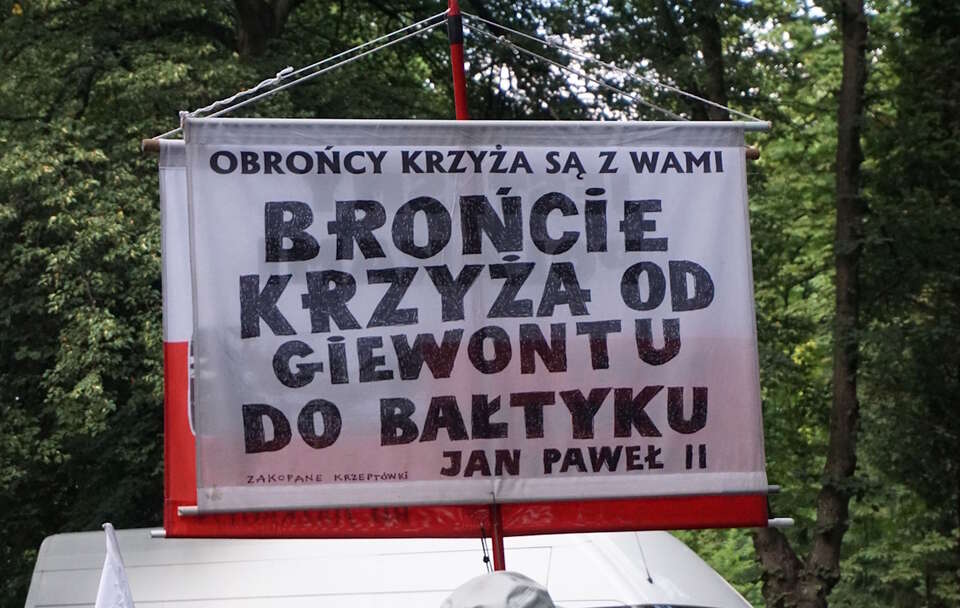 OBROŃCY KRZYŻA SĄ Z WAMI
BROŃCIE
KRZYŻA OD
GIEWONTU
DO BAŁTYKU
JAN PAWEŁ II
ZAKOPANE KRZEPTÓWKI